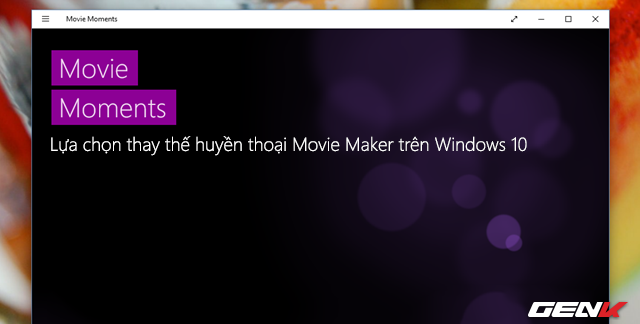 Movie Moments
Movie
Moments
Lựa chọn thay thế huyền thoại Movie Maker trên Windows 10
GENK